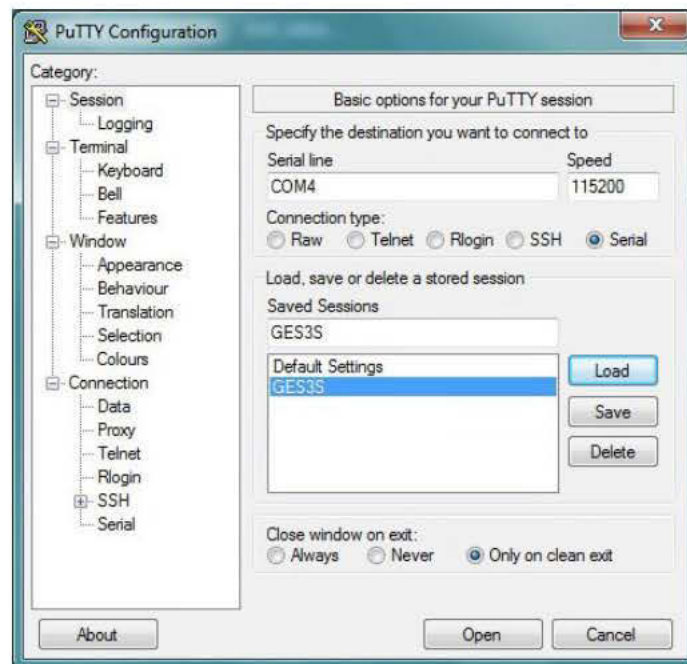 PuTTY Configuration
Category:
Session
Logging
Terminal
Keyboard
Bell
Features
Window
Appearance
Behaviour
Translation
Selection
Colours
Connection
Data
Proxy
Telnet
Rlogin
SSH
Serial
Basic options for your PuTTY session
Specify the destination you want to connect to
Serial line Speed
COM4 115200
Connection type:
Raw Telnet Rlogin SSH Serial
Load, save or delete a stored session
Saved Sessions
GES3S
Default Settings
GES3S
Load
Save
Delete
Close window on exit:
Always Never Only on clean exit
About Open Cancel